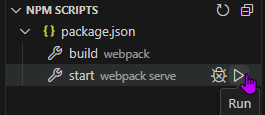 NPM SCRIPTS
{} package.json
build webpack
start webpack serve
Run